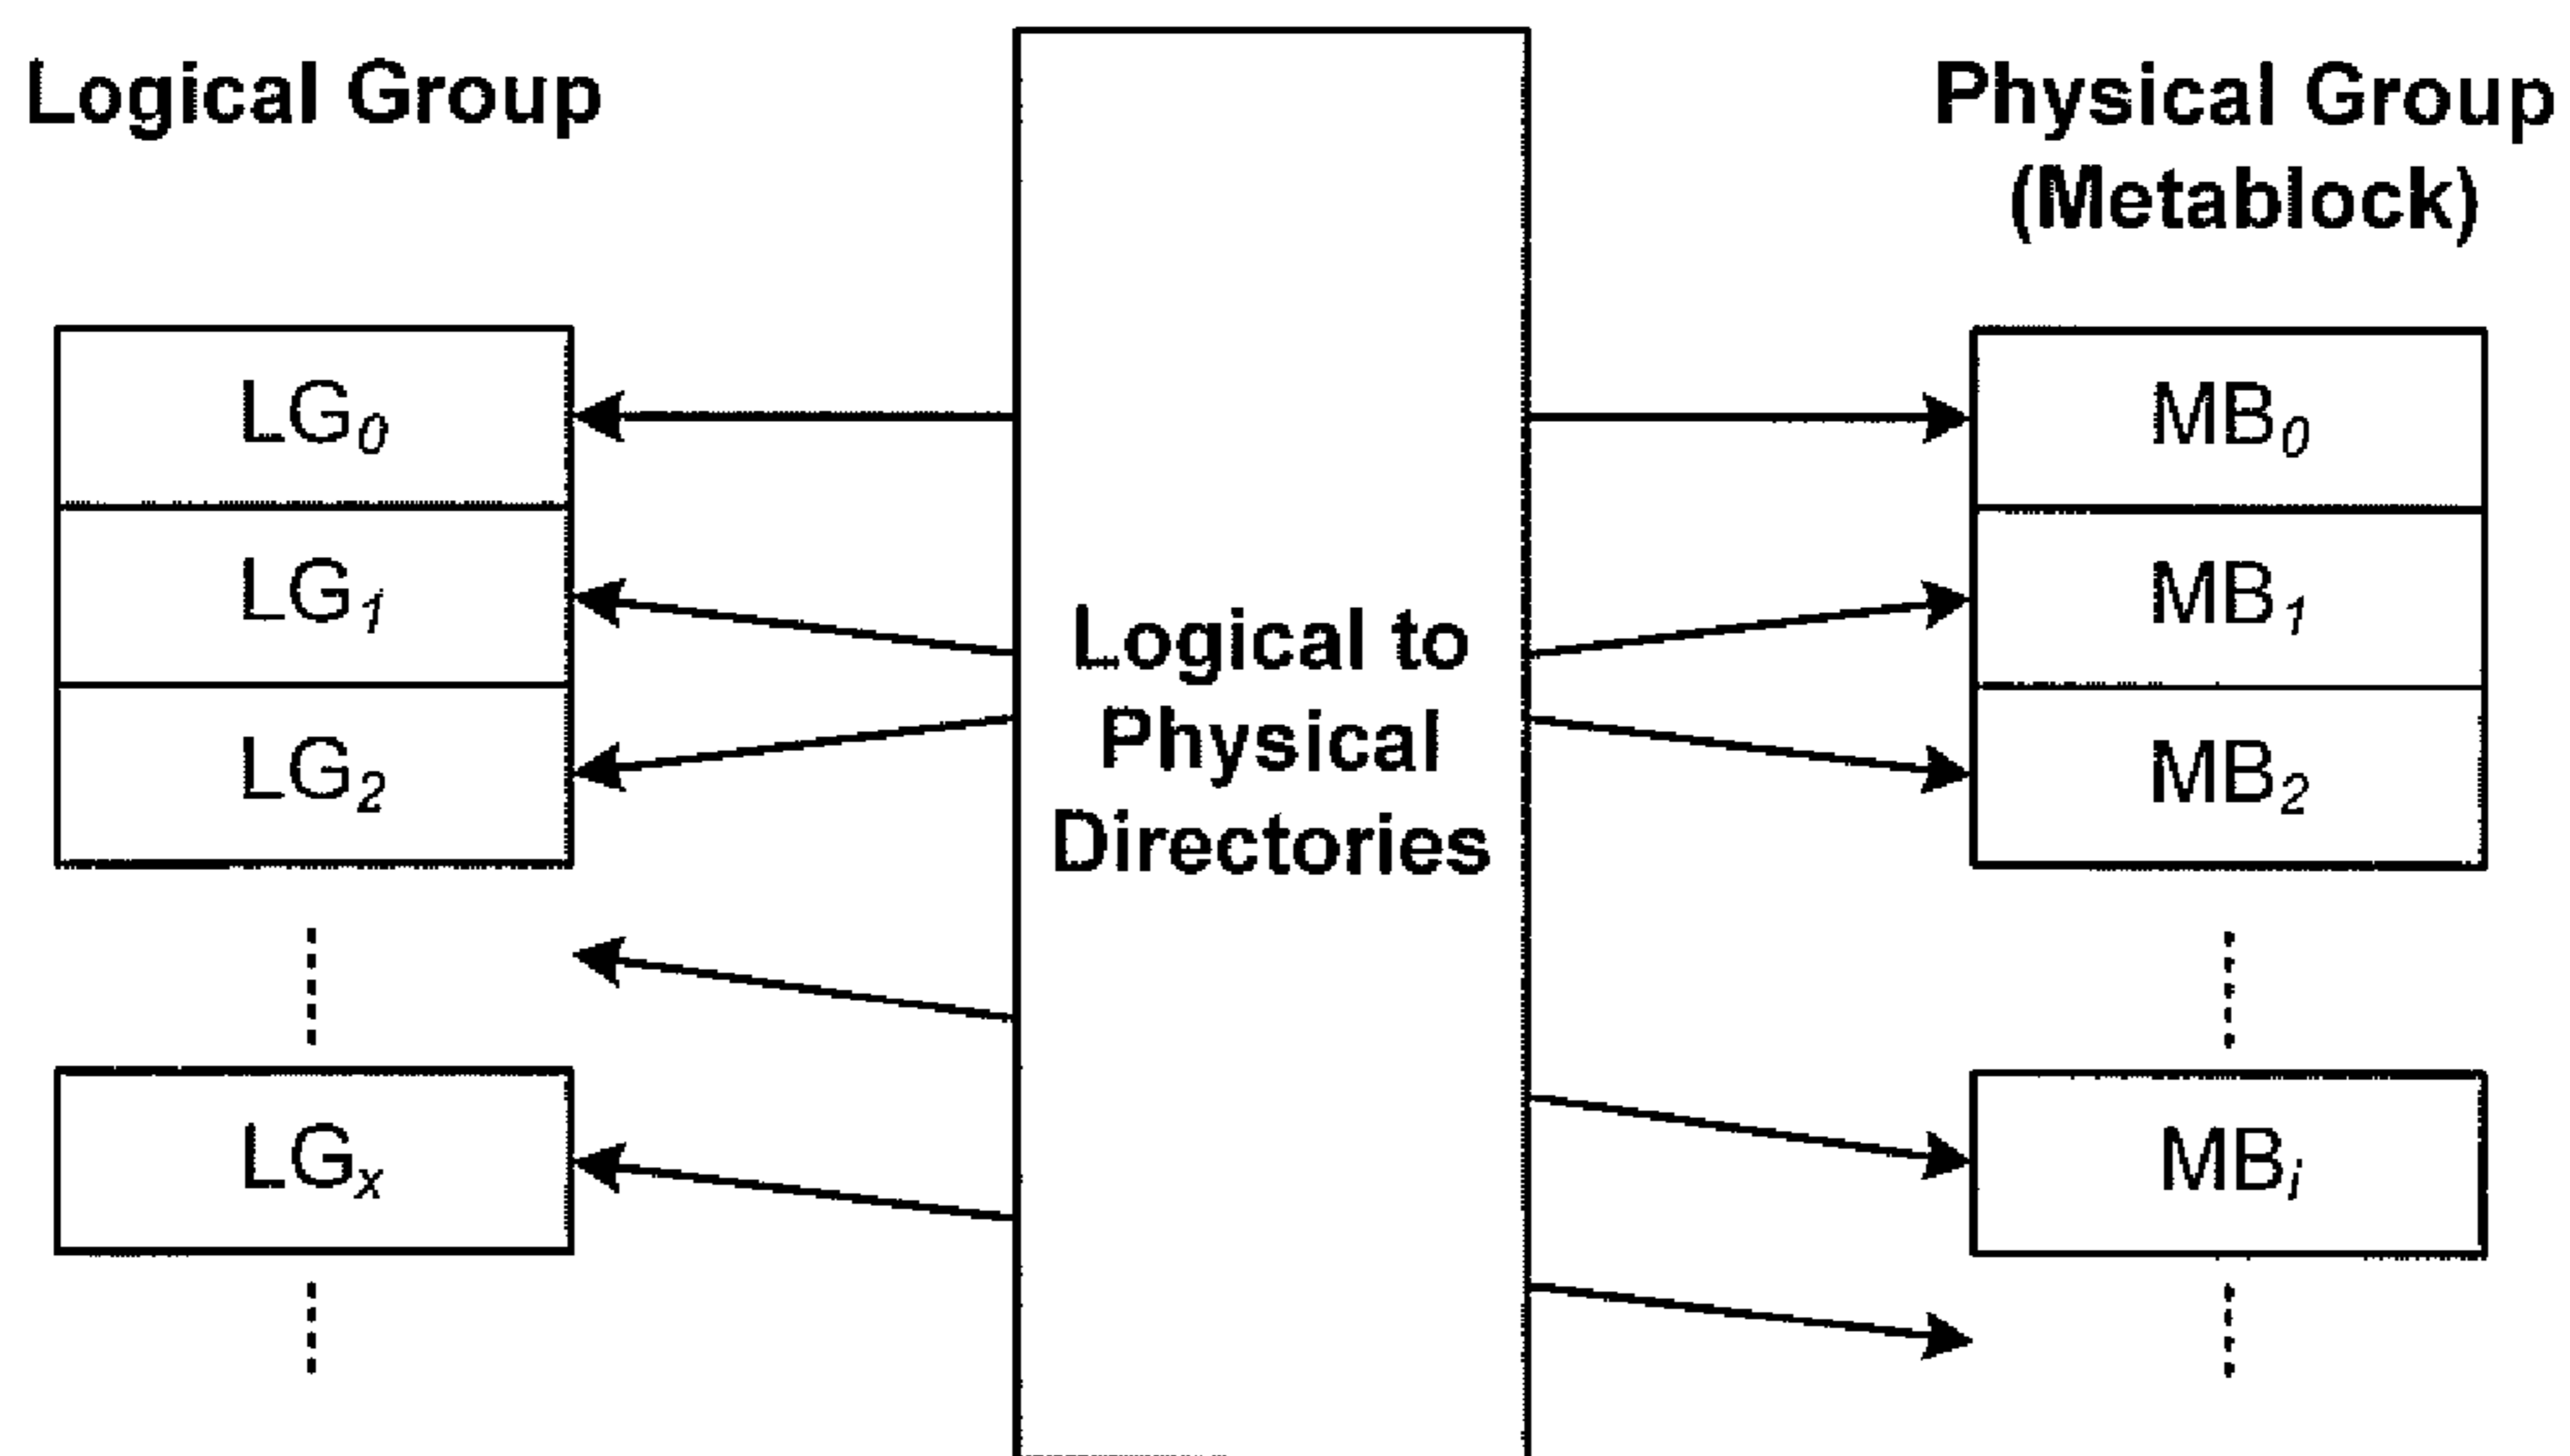 Logical Group
Physical Group
(Metablock)
LG0
LG1
LG2
LGx
Logical to
Physical
Directories
MB0
MB1
MB2
MBi